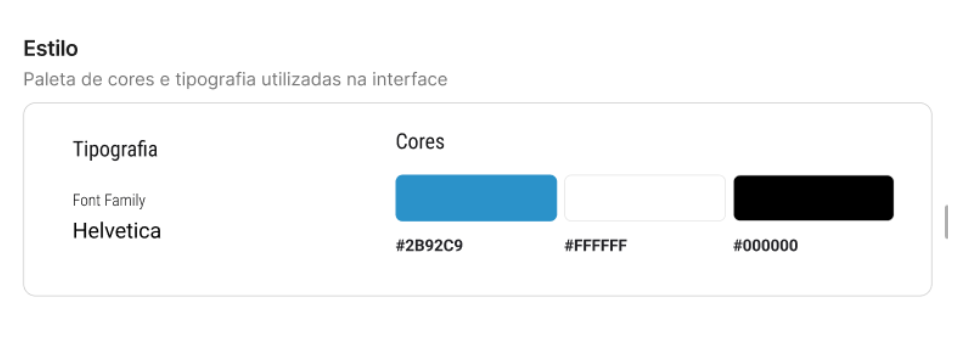 Estilo
Paleta de cores e tipografia utilizadas na interface
Tipografia
Font Family
Helvetica
Cores
#2B92C9
#FFFFFF
#000000